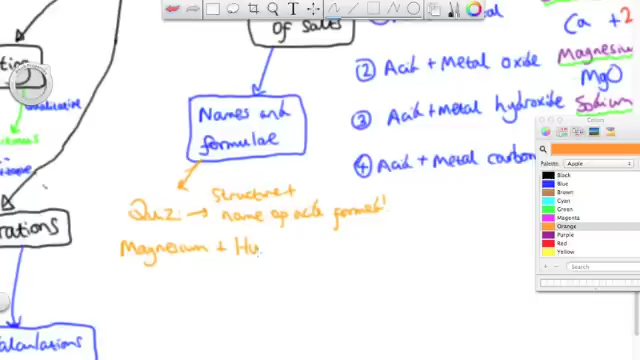 of Salts
Names and
formulae
② Acid + Metal oxide
③ Acid + Metal hydroxide
④ Acid + Metal carbon
Ca + 2
Magnesium
MgO
Sodium
Quiz: → Structure +
name of
formed!
Magnesium + Hy
rations
alculations
qualitative
Colors
Palette: Apple
Black
Blue
Brown
Cyan
Green
Magenta
Orange
Purple
Red
Yellow
Search